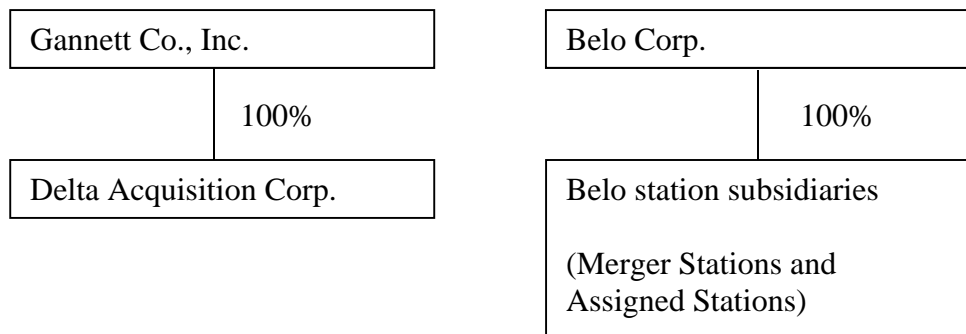 Gannett Co., Inc.
Belo Corp.
100%
100%
Delta Acquisition Corp.
Belo station subsidiaries
(Merger Stations and
Assigned Stations)